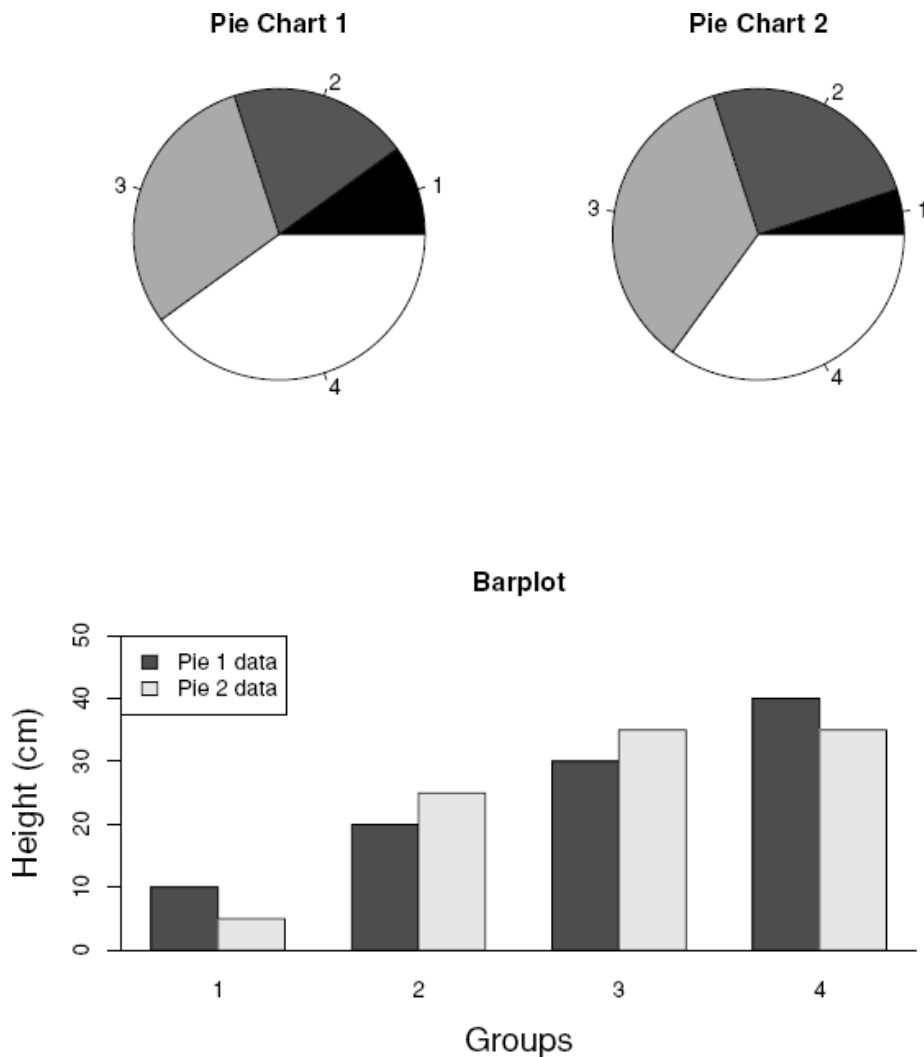 Pie Chart 1
Pie Chart 2
2
3
1
4
2
3
1
4
Barplot
Height (cm)
50
40
30
20
10
0
Pie 1 data
Pie 2 data
1 2 3 4
Groups